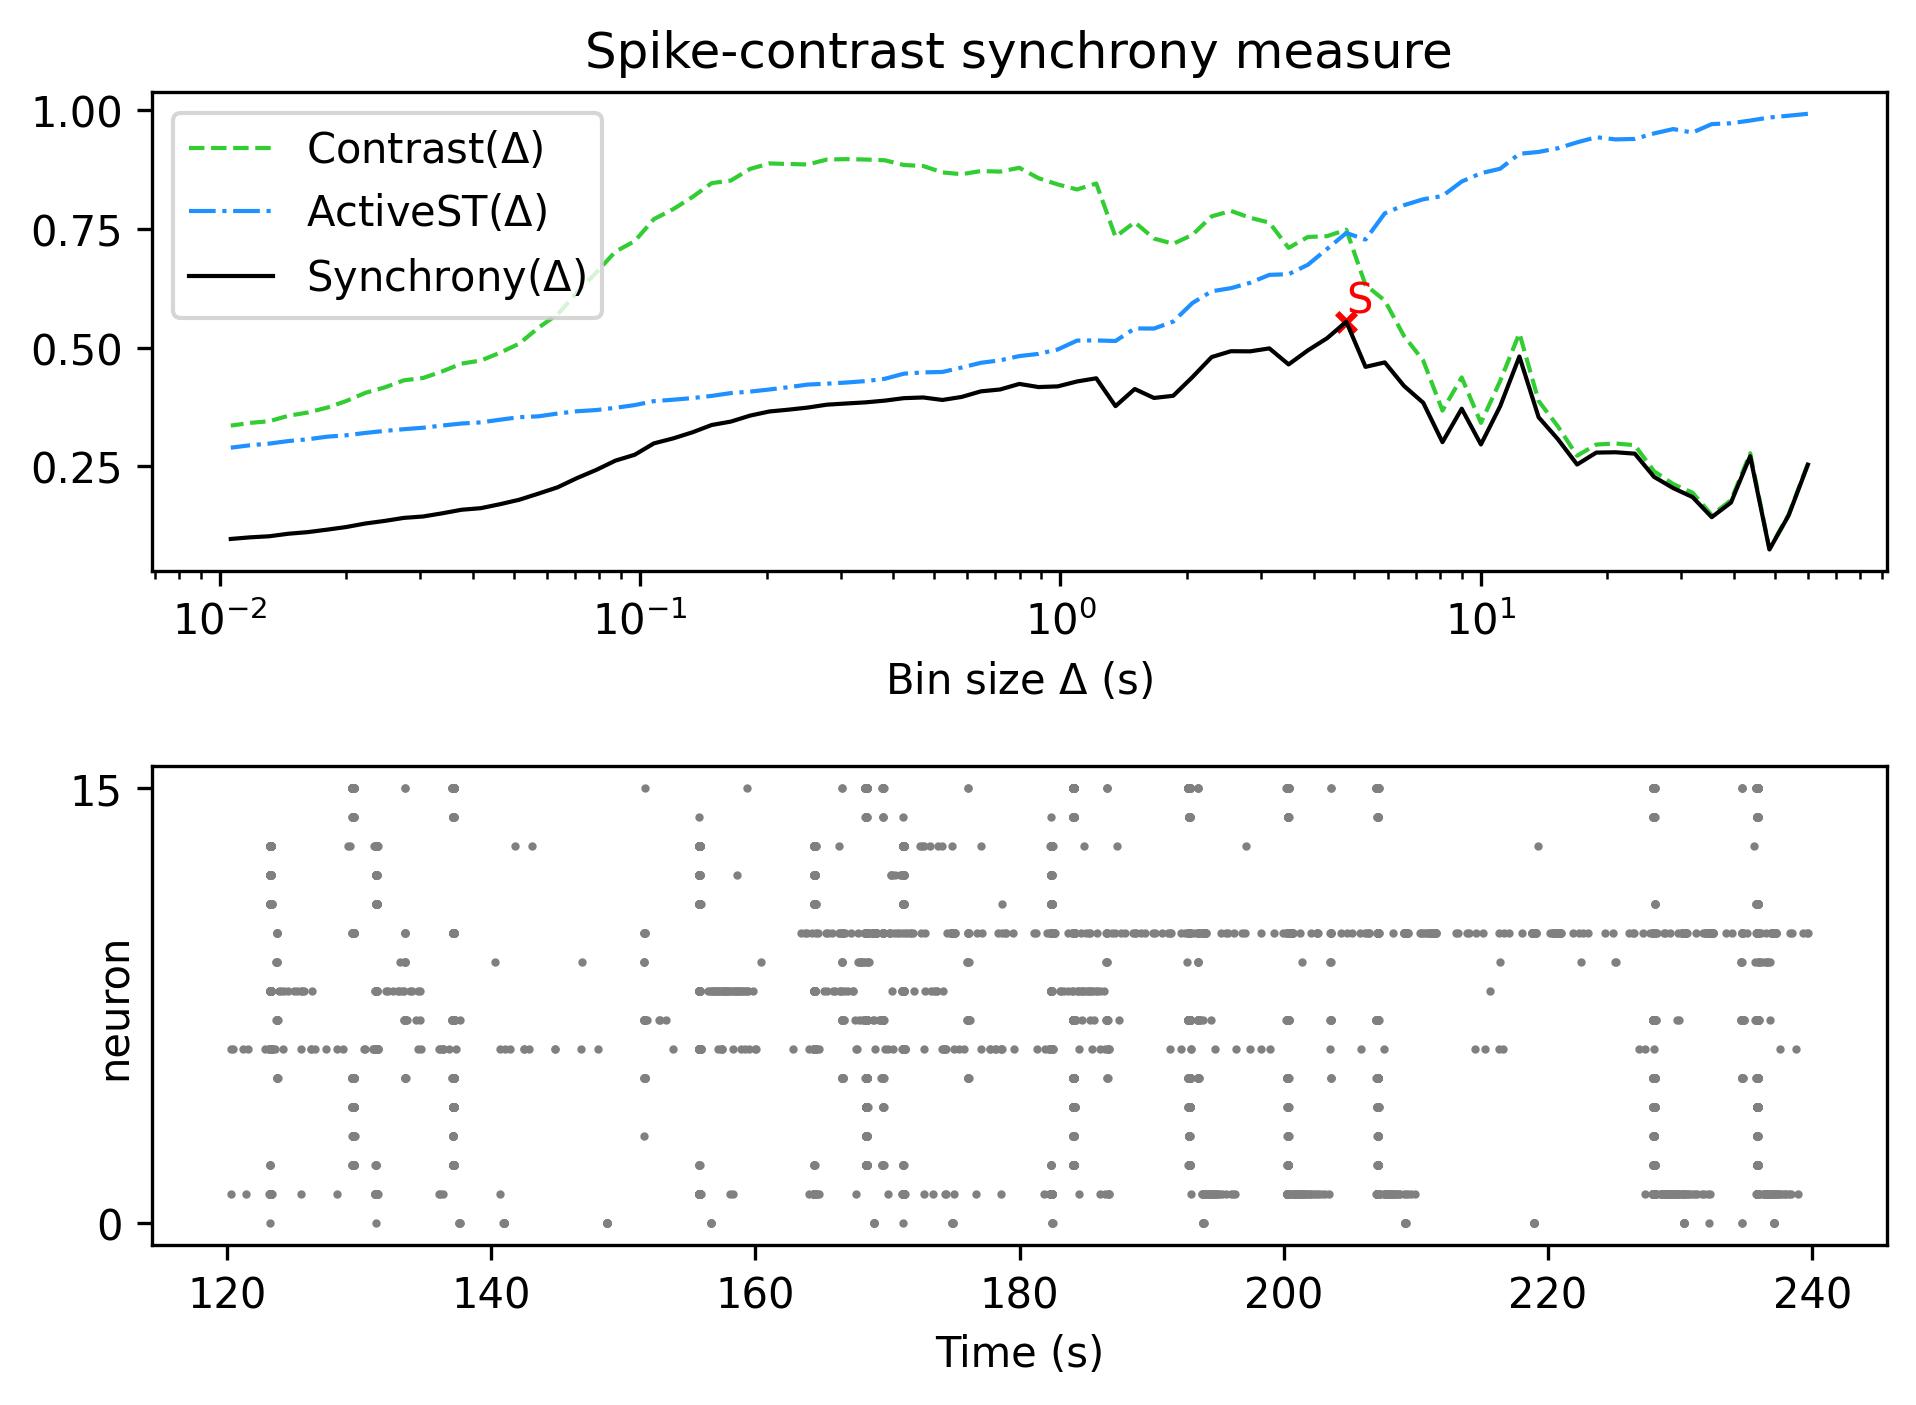 Spike-contrast synchrony measure
1.00
0.75
0.50
0.25
Contrast(Δ)
ActiveST(Δ)
Synchrony(Δ)
S
10⁻² 10⁻¹ 10⁰ 10¹
Bin size Δ (s)
15
0
neuron
120 140 160 180 200 220 240
Time (s)